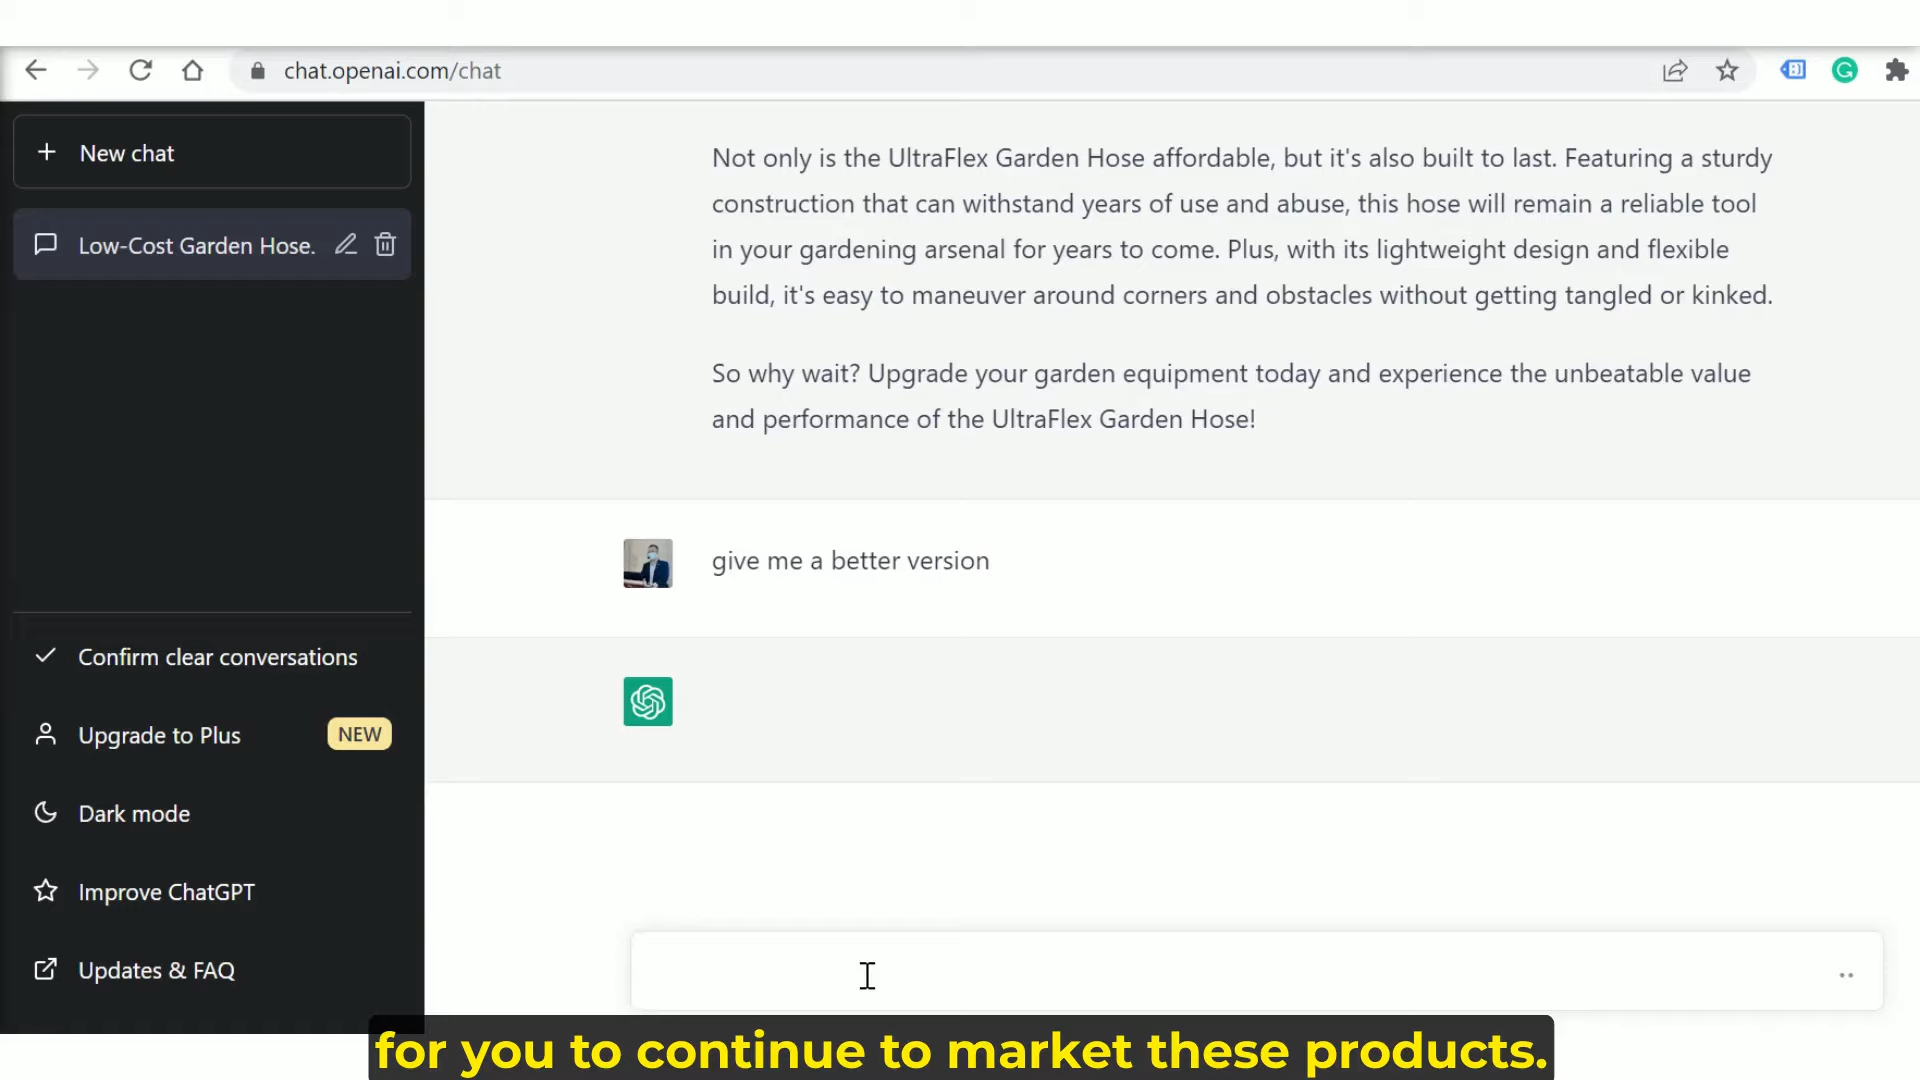 chat.openai.com/chat
New chat
Low-Cost Garden Hose.
Confirm clear conversations
Upgrade to Plus NEW
Dark mode
Improve ChatGPT
Updates & FAQ
Not only is the UltraFlex Garden Hose affordable, but it's also built to last. Featuring a sturdy
construction that can withstand years of use and abuse, this hose will remain a reliable tool
in your gardening arsenal for years to come. Plus, with its lightweight design and flexible
build, it's easy to maneuver around corners and obstacles without getting tangled or kinked.
So why wait? Upgrade your garden equipment today and experience the unbeatable value
and performance of the UltraFlex Garden Hose!
give me a better version
for you to continue to market these products.